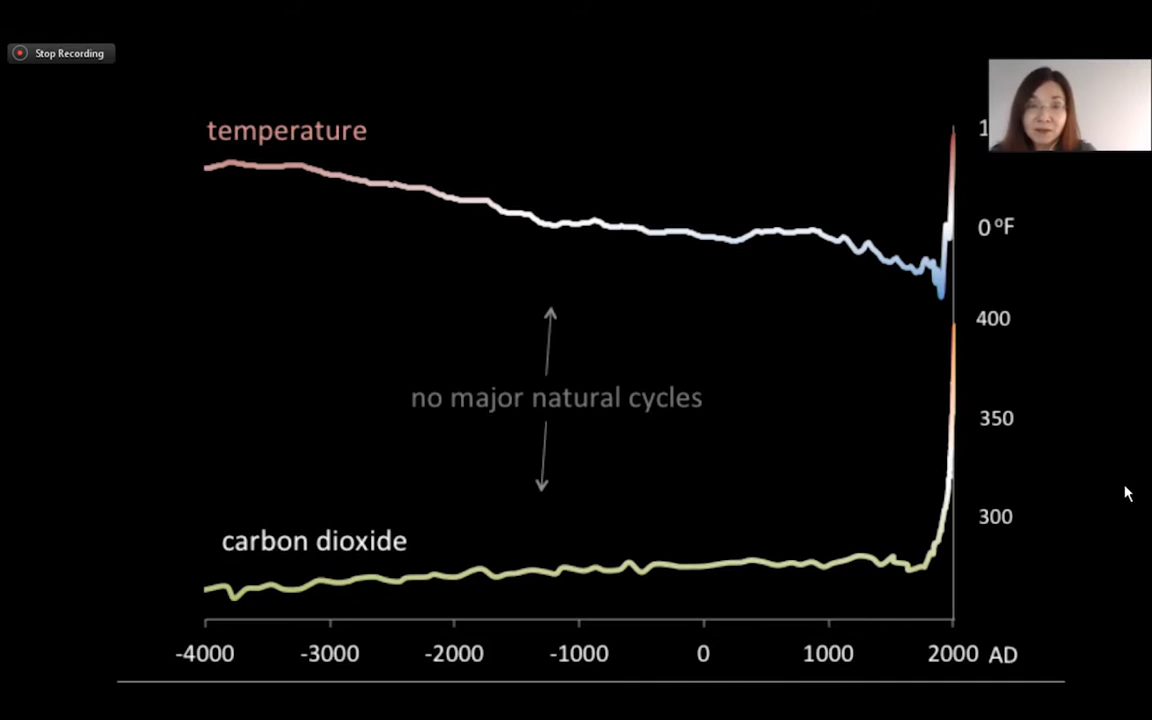 Stop Recording
temperature
1
0 ºF
400
no major natural cycles
350
300
carbon dioxide
-4000 -3000 -2000 -1000 0 1000 2000 AD